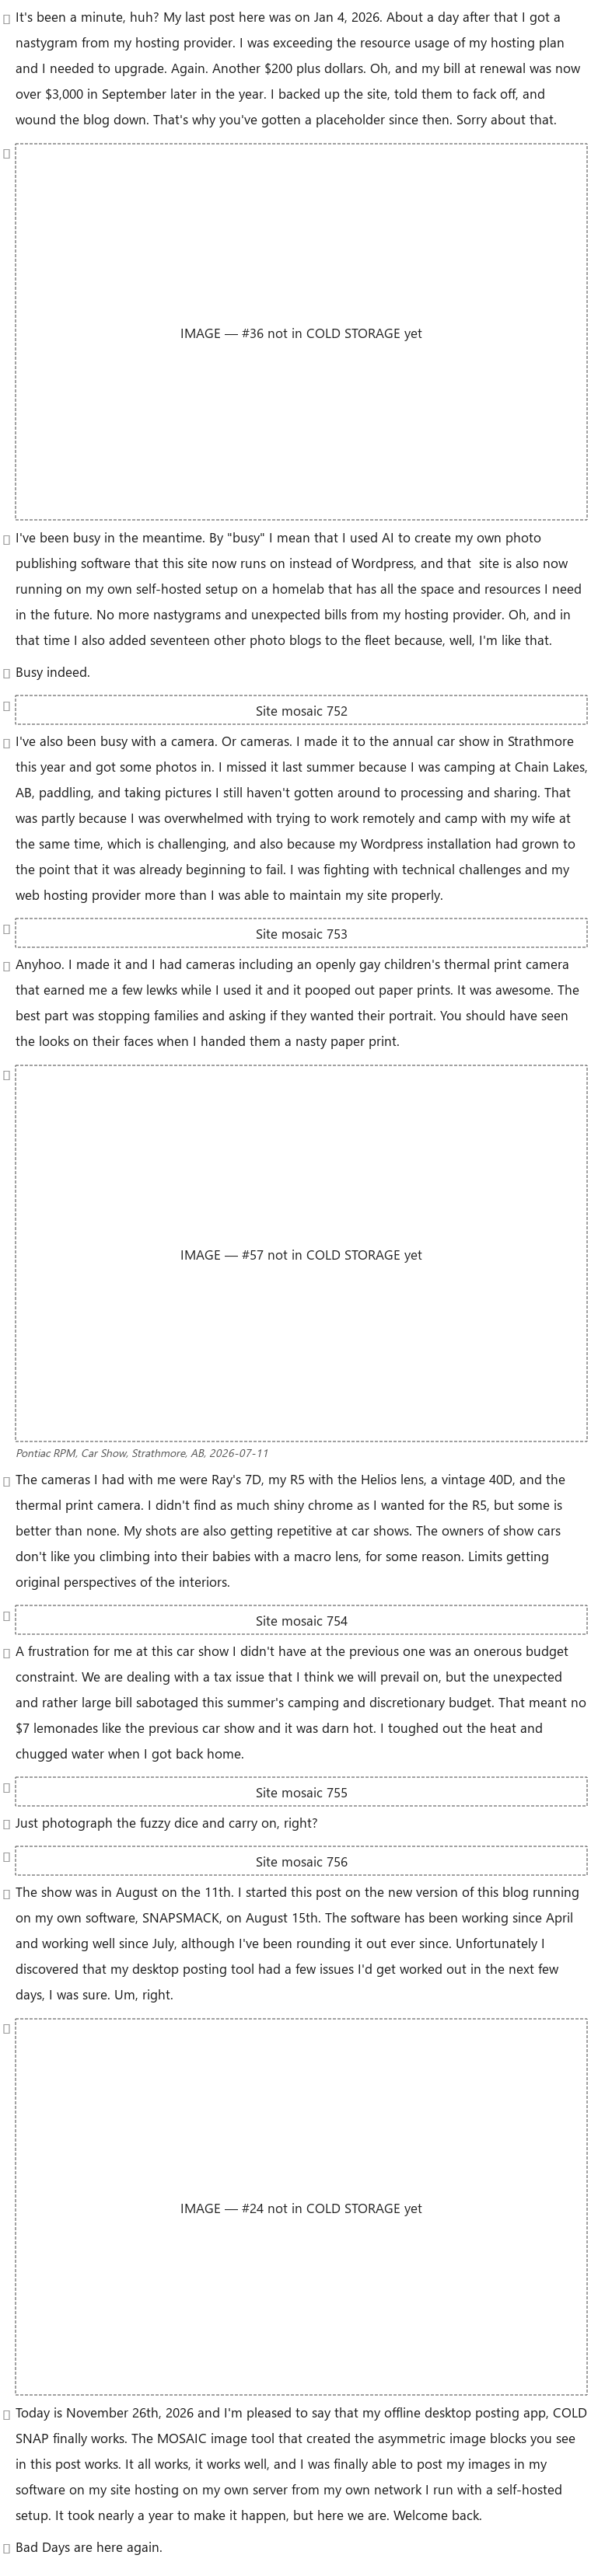 It's been a minute, huh? My last post here was on Jan 4, 2026. About a day after that I got a
nastygram from my hosting provider. I was exceeding the resource usage of my hosting plan
and I needed to upgrade. Again. Another $200 plus dollars. Oh, and my bill at renewal was now
over $3,000 in September later in the year. I backed up the site, told them to fack off, and
wound the blog down. That's why you've gotten a placeholder since then. Sorry about that.
IMAGE — #36 not in COLD STORAGE yet
I've been busy in the meantime. By "busy" I mean that I used AI to create my own photo
publishing software that this site now runs on instead of Wordpress, and that  site is also now
running on my own self-hosted setup on a homelab that has all the space and resources I need
in the future. No more nastygrams and unexpected bills from my hosting provider. Oh, and in
that time I also added seventeen other photo blogs to the fleet because, well, I'm like that.
Busy indeed.
Site mosaic 752
I've also been busy with a camera. Or cameras. I made it to the annual car show in Strathmore
this year and got some photos in. I missed it last summer because I was camping at Chain Lakes,
AB, paddling, and taking pictures I still haven't gotten around to processing and sharing. That
was partly because I was overwhelmed with trying to work remotely and camp with my wife at
the same time, which is challenging, and also because my Wordpress installation had grown to
the point that it was already beginning to fail. I was fighting with technical challenges and my
web hosting provider more than I was able to maintain my site properly.
Site mosaic 753
Anyhoo. I made it and I had cameras including an openly gay children's thermal print camera
that earned me a few lewks while I used it and it pooped out paper prints. It was awesome. The
best part was stopping families and asking if they wanted their portrait. You should have seen
the looks on their faces when I handed them a nasty paper print.
IMAGE — #57 not in COLD STORAGE yet
Pontiac RPM, Car Show, Strathmore, AB, 2026-07-11
The cameras I had with me were Ray's 7D, my R5 with the Helios lens, a vintage 40D, and the
thermal print camera. I didn't find as much shiny chrome as I wanted for the R5, but some is
better than none. My shots are also getting repetitive at car shows. The owners of show cars
don't like you climbing into their babies with a macro lens, for some reason. Limits getting
original perspectives of the interiors.
Site mosaic 754
A frustration for me at this car show I didn't have at the previous one was an onerous budget
constraint. We are dealing with a tax issue that I think we will prevail on, but the unexpected
and rather large bill sabotaged this summer's camping and discretionary budget. That meant no
$7 lemonades like the previous car show and it was darn hot. I toughed out the heat and
chugged water when I got back home.
Site mosaic 755
Just photograph the fuzzy dice and carry on, right?
Site mosaic 756
The show was in August on the 11th. I started this post on the new version of this blog running
on my own software, SNAPSMACK, on August 15th. The software has been working since April
and working well since July, although I've been rounding it out ever since. Unfortunately I
discovered that my desktop posting tool had a few issues I'd get worked out in the next few
days, I was sure. Um, right.
IMAGE — #24 not in COLD STORAGE yet
Today is November 26th, 2026 and I'm pleased to say that my offline desktop posting app, COLD
SNAP finally works. The MOSAIC image tool that created the asymmetric image blocks you see
in this post works. It all works, it works well, and I was finally able to post my images in my
software on my site hosting on my own server from my own network I run with a self-hosted
setup. It took nearly a year to make it happen, but here we are. Welcome back.
Bad Days are here again.